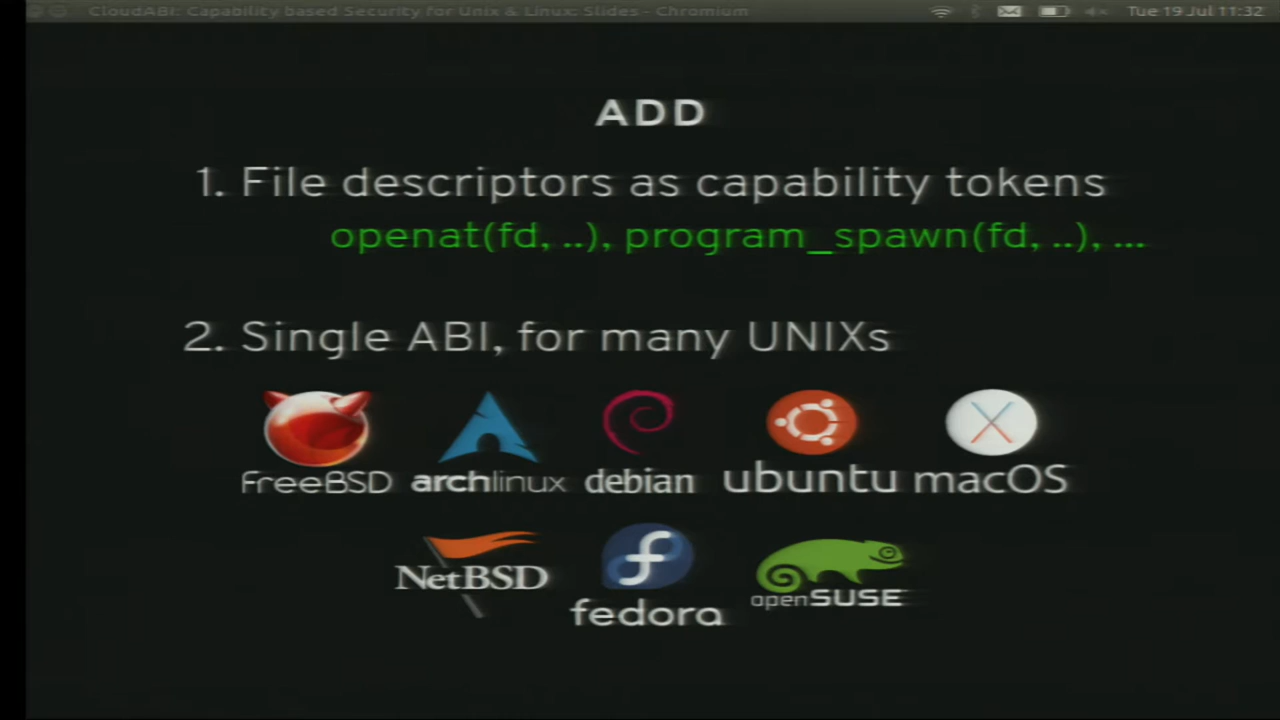 CloudABI: Capability based Security for Unix & Linux: Slides - Chromium
Tue 19 Jul 11:32
ADD
1. File descriptors as capability tokens
openat(fd, ..), program_spawn(fd, ..), ...
2. Single ABI, for many UNIXs
FreeBSD archlinux debian ubuntu macOS
NetBSD fedora openSUSE